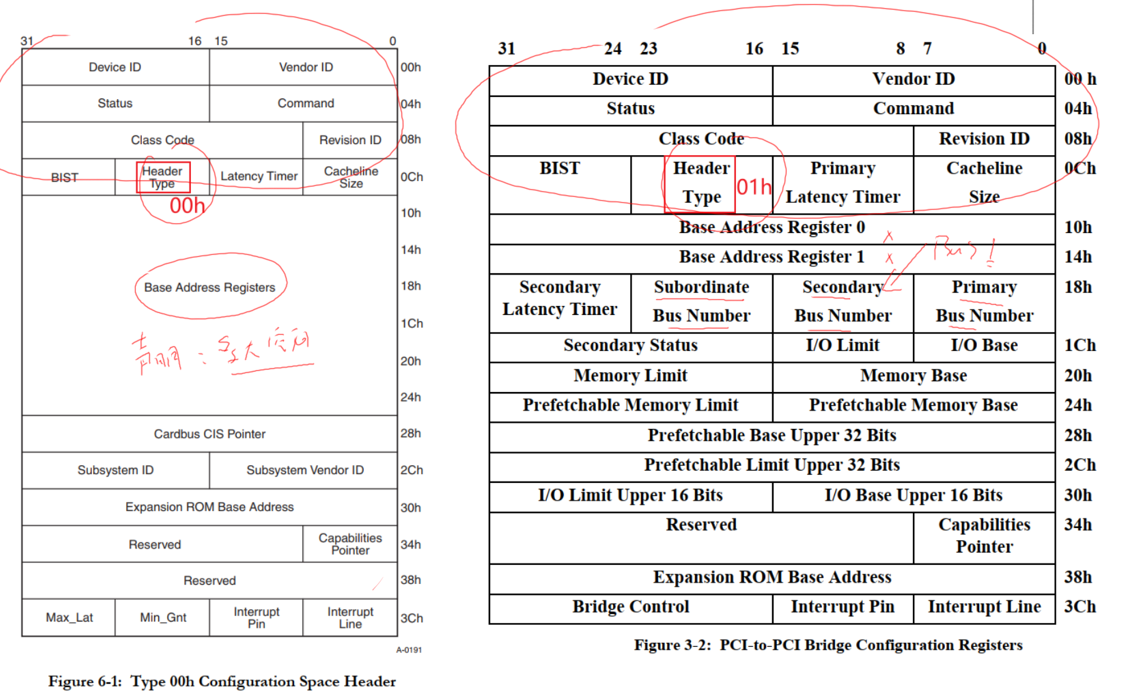 31 16 15 0
Device ID Vendor ID 00h
Status Command 04h
Class Code Revision ID 08h
BIST Header Type Latency Timer Cacheline Size 0Ch
00h
10h
14h
Base Address Registers 18h
1Ch
声明: 多大空间
20h
24h
Cardbus CIS Pointer 28h
Subsystem ID Subsystem Vendor ID 2Ch
Expansion ROM Base Address 30h
Reserved Capabilities Pointer 34h
Reserved 38h
Max_Lat Min_Gnt Interrupt Pin Interrupt Line 3Ch
A-0191
Figure 6-1: Type 00h Configuration Space Header
31 24 23 16 15 8 7 0
Device ID Vendor ID 00 h
Status Command 04h
Class Code Revision ID 08h
BIST Header Type Primary Latency Timer Cacheline Size 0Ch
01h
Base Address Register 0 10h
Base Address Register 1 14h
Bus!
Secondary Latency Timer Subordinate Bus Number Secondary Bus Number Primary Bus Number 18h
Secondary Status I/O Limit I/O Base 1Ch
Memory Limit Memory Base 20h
Prefetchable Memory Limit Prefetchable Memory Base 24h
Prefetchable Base Upper 32 Bits 28h
Prefetchable Limit Upper 32 Bits 2Ch
I/O Limit Upper 16 Bits I/O Base Upper 16 Bits 30h
Reserved Capabilities Pointer 34h
Expansion ROM Base Address 38h
Bridge Control Interrupt Pin Interrupt Line 3Ch
Figure 3-2: PCI-to-PCI Bridge Configuration Registers